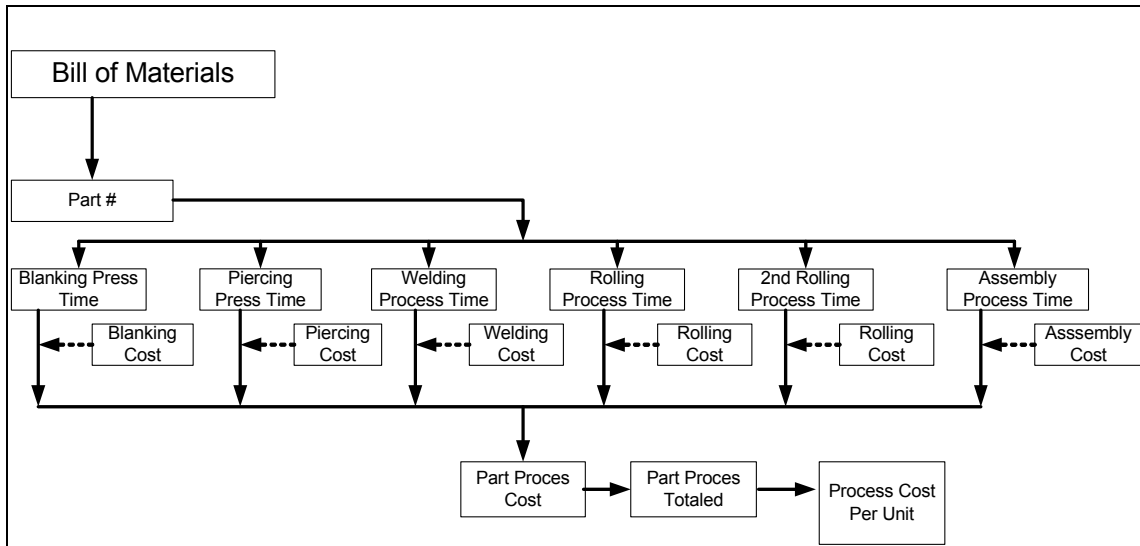 Bill of Materials
Part #
Blanking Press
Time
Piercing
Press Time
Welding
Process Time
Rolling
Process Time
2nd Rolling
Process Time
Assembly
Process Time
Blanking
Cost
Piercing
Cost
Welding
Cost
Rolling
Cost
Rolling
Cost
Asssembly
Cost
Part Proces
Cost
Part Proces
Totaled
Process Cost
Per Unit